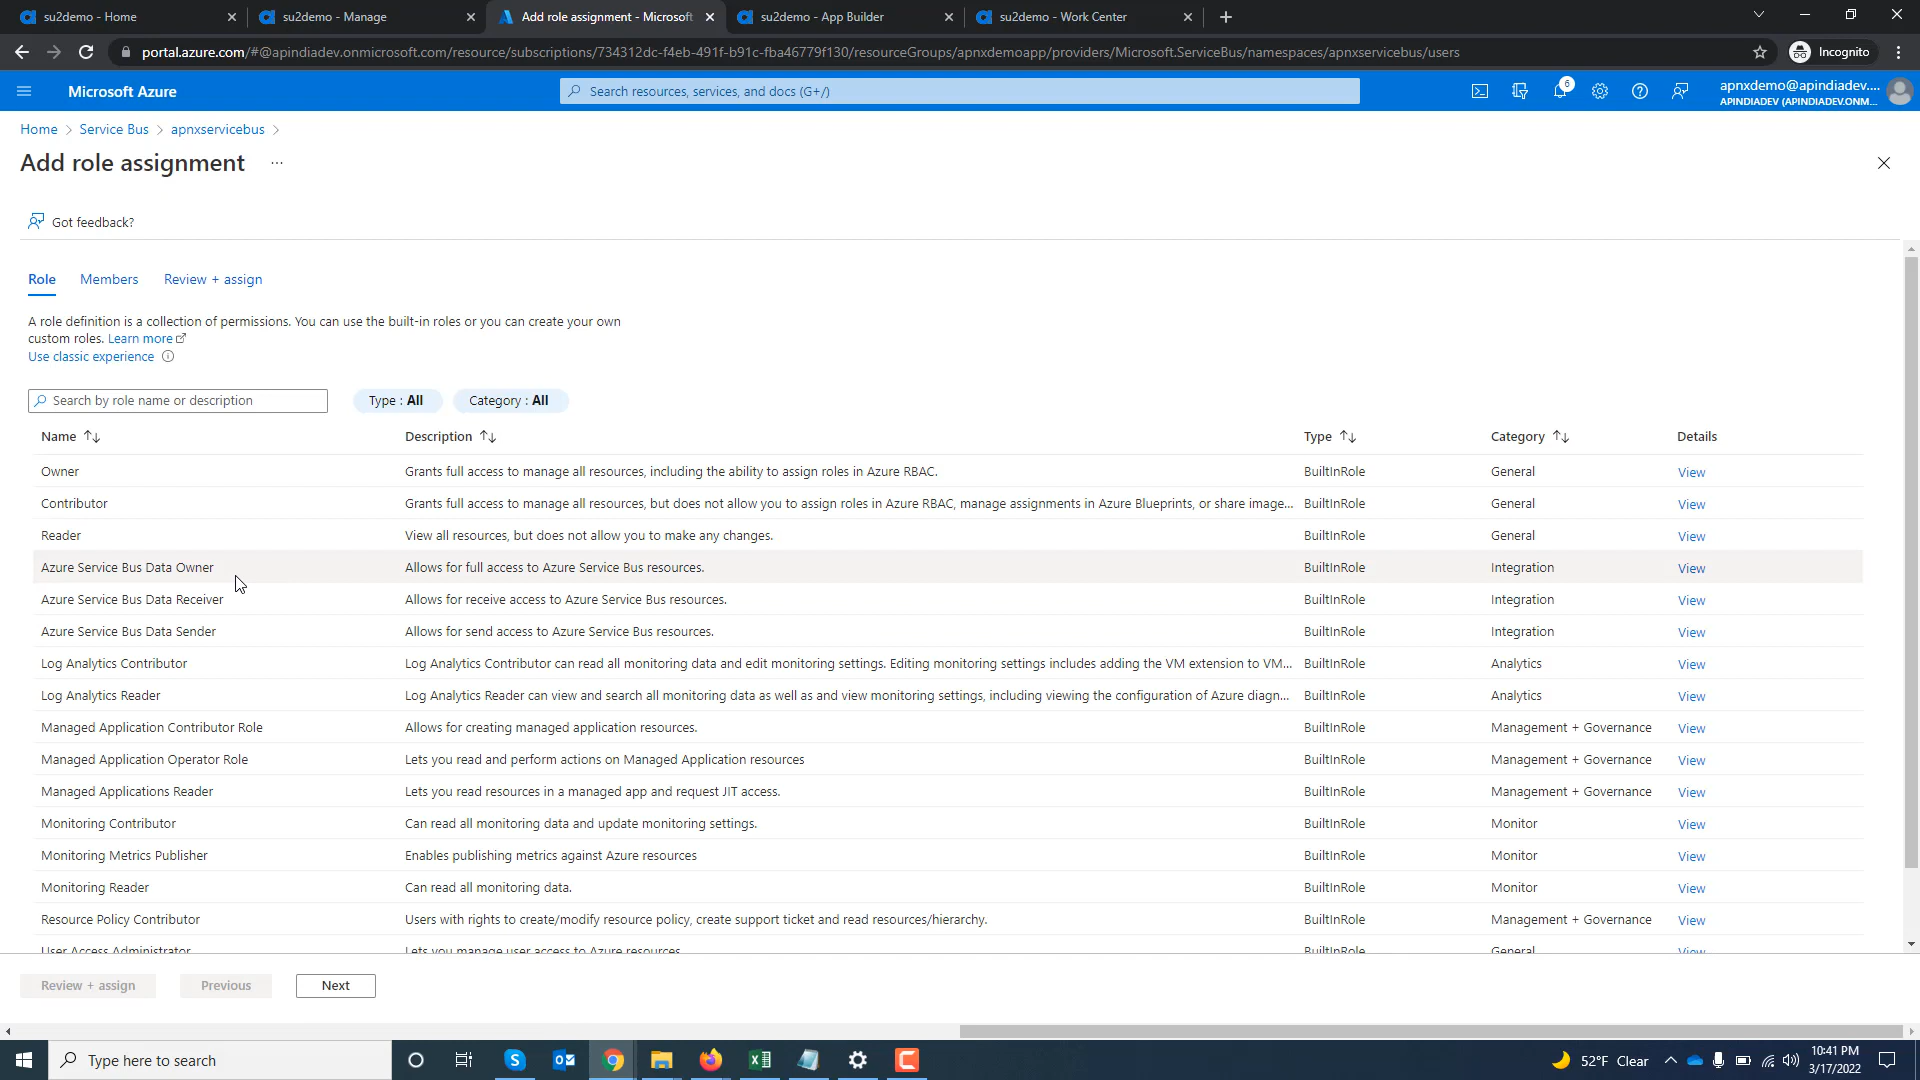 su2demo - Home
su2demo - Manage
Add role assignment - Microsoft
su2demo - App Builder
su2demo - Work Center
portal.azure.com/#@apindiadev.onmicrosoft.com/resource/subscriptions/734312dc-f4eb-491f-b91c-fba46779f130/resourceGroups/apnxdemoapp/providers/Microsoft.ServiceBus/namespaces/apnxservicebus/users
Incognito
Microsoft Azure
Search resources, services, and docs (G+/)
6
apnxdemo@apindiadev....
APINDIADEV (APINDIADEV.ONM...
Home > Service Bus > apnxservicebus >
Add role assignment ...
Got feedback?
Role Members Review + assign
A role definition is a collection of permissions. You can use the built-in roles or you can create your own
custom roles. Learn more
Use classic experience
Search by role name or description
Type : All
Category : All
Name Description Type Category Details
Owner Grants full access to manage all resources, including the ability to assign roles in Azure RBAC. BuiltInRole General View
Contributor Grants full access to manage all resources, but does not allow you to assign roles in Azure RBAC, manage assignments in Azure Blueprints, or share image... BuiltInRole General View
Reader View all resources, but does not allow you to make any changes. BuiltInRole General View
Azure Service Bus Data Owner Allows for full access to Azure Service Bus resources. BuiltInRole Integration View
Azure Service Bus Data Receiver Allows for receive access to Azure Service Bus resources. BuiltInRole Integration View
Azure Service Bus Data Sender Allows for send access to Azure Service Bus resources. BuiltInRole Integration View
Log Analytics Contributor Log Analytics Contributor can read all monitoring data and edit monitoring settings. Editing monitoring settings includes adding the VM extension to VM... BuiltInRole Analytics View
Log Analytics Reader Log Analytics Reader can view and search all monitoring data as well as and view monitoring settings, including viewing the configuration of Azure diagn... BuiltInRole Analytics View
Managed Application Contributor Role Allows for creating managed application resources. BuiltInRole Management + Governance View
Managed Application Operator Role Lets you read and perform actions on Managed Application resources BuiltInRole Management + Governance View
Managed Applications Reader Lets you read resources in a managed app and request JIT access. BuiltInRole Management + Governance View
Monitoring Contributor Can read all monitoring data and update monitoring settings. BuiltInRole Monitor View
Monitoring Metrics Publisher Enables publishing metrics against Azure resources BuiltInRole Monitor View
Monitoring Reader Can read all monitoring data. BuiltInRole Monitor View
Resource Policy Contributor Users with rights to create/modify resource policy, create support ticket and read resources/hierarchy. BuiltInRole Management + Governance View
User Access Administrator Lets you manage user access to Azure resources. BuiltInRole General View
Review + assign Previous Next
Type here to search
52°F Clear
10:41 PM
3/17/2022